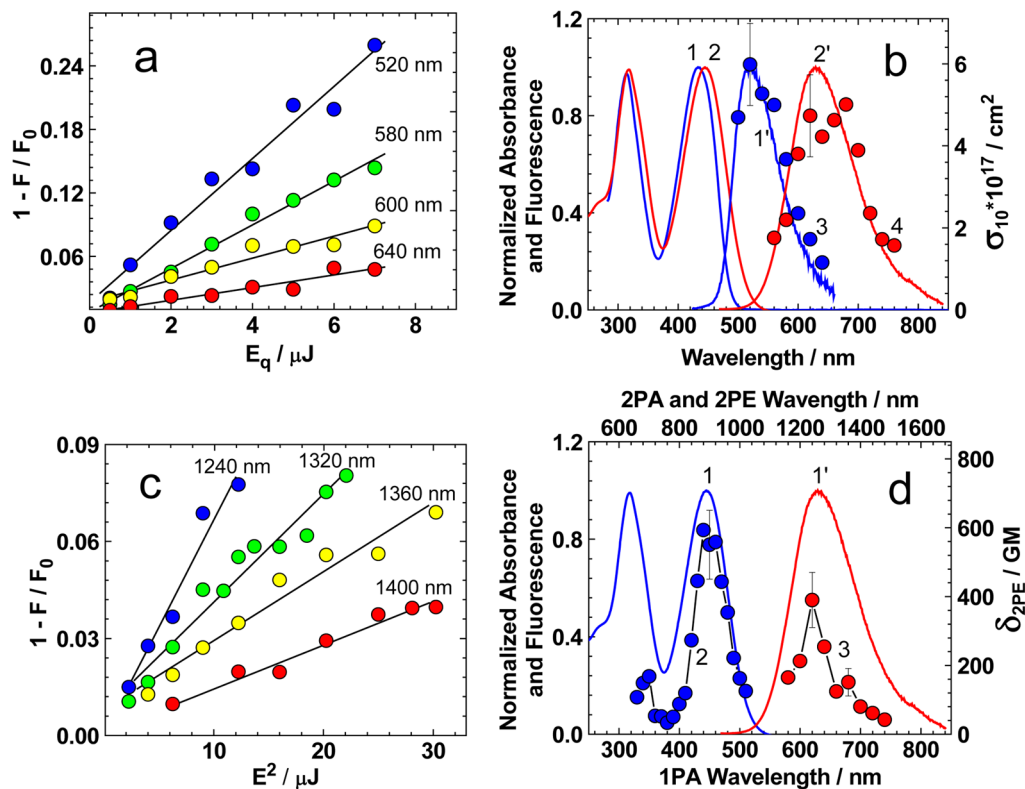 a
520 nm
580 nm
600 nm
640 nm
1 - F / F0
0.24
0.18
0.12
0.06
0 2 4 6 8
Eq / μJ
b
1 2
2'
1'
3
4
Normalized Absorbance
and Fluorescence
1.2
0.8
0.4
0.0
300 400 500 600 700 800
Wavelength / nm
6
4
2
0
σ10*10^17 / cm2
c
1240 nm
1320 nm
1360 nm
1400 nm
1 - F / F0
0.09
0.06
0.03
0.00
10 20 30
E2 / μJ
2PA and 2PE Wavength / nm
600 800 1000 1200 1400 1600
d
1
1'
2
3
Normalized Absorbance
and Fluorescence
1.2
0.8
0.4
0.0
300 400 500 600 700 800
1PA Wavelength / nm
800
600
400
200
0
δ2PE / GM